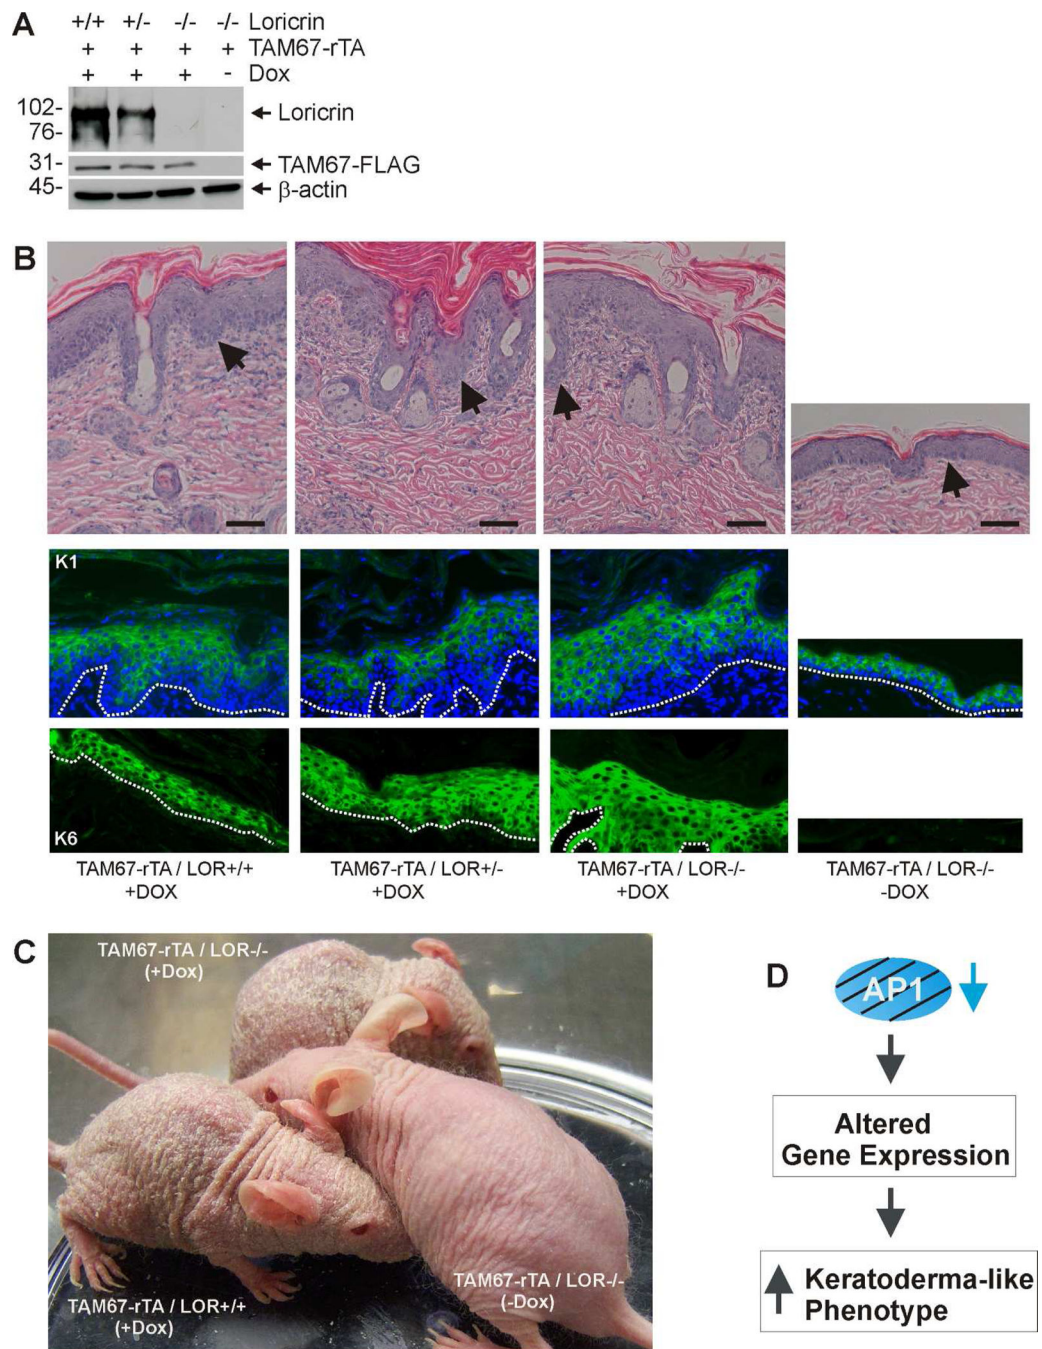 A
+/+ +/- -/- -/- Loricrin
+ + + + TAM67-rTA
+ + + - Dox
102-
76-
Loricrin
31-
TAM67-FLAG
45-
β-actin
B
K1
K6
TAM67-rTA / LOR+/+
+DOX
TAM67-rTA / LOR+/-
+DOX
TAM67-rTA / LOR-/-
+DOX
TAM67-rTA / LOR-/-
-DOX
C
TAM67-rTA / LOR-/-
(+Dox)
TAM67-rTA / LOR+/+
(+Dox)
TAM67-rTA / LOR-/-
(-Dox)
D
AP1
Altered
Gene Expression
Keratoderma-like
Phenotype